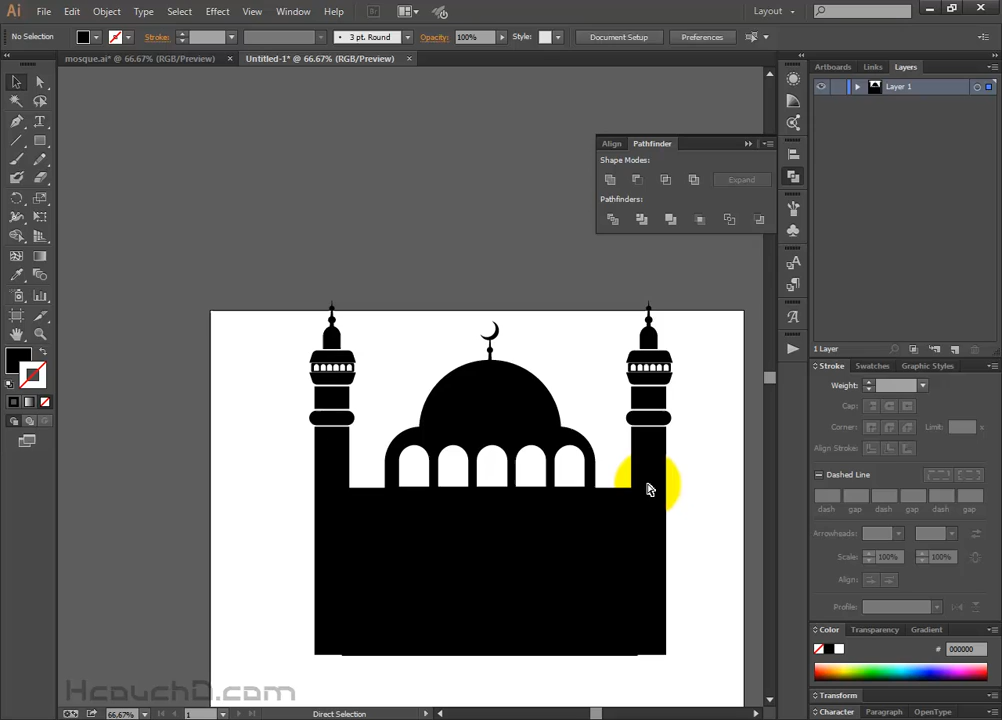 Ai File Edit Object Type Select Effect View Window Help Br Layout
No Selection Stroke: 3 pt. Round Opacity: 100% Style: Document Setup Preferences
mosque.ai* @ 66.67% (RGB/Preview) × Untitled-1* @ 66.67% (RGB/Preview) ×
Artboards Links Layers
Layer 1
Align Pathfinder
Shape Modes:
Expand
Pathfinders:
1 Layer
Stroke Swatches Graphic Styles
Weight:
Cap:
Corner: Limit: x
Align Stroke:
Dashed Line
dash gap dash gap dash gap
Arrowheads:
Scale: 100% 100%
Align:
Profile:
Color Transparency Gradient
# 000000
Transform
Character Paragraph OpenType
HcouchD.com
66.67% 1 Direct Selection